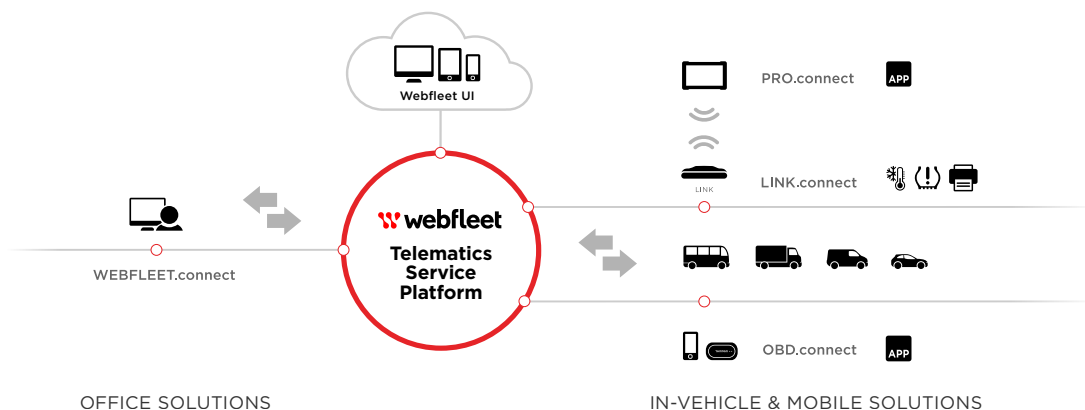 Webfleet UI
PRO.connect
APP
LINK
LINK.connect
webfleet
Telematics
Service
Platform
WEBFLEET.connect
OBD.connect
APP
OFFICE SOLUTIONS
IN-VEHICLE & MOBILE SOLUTIONS